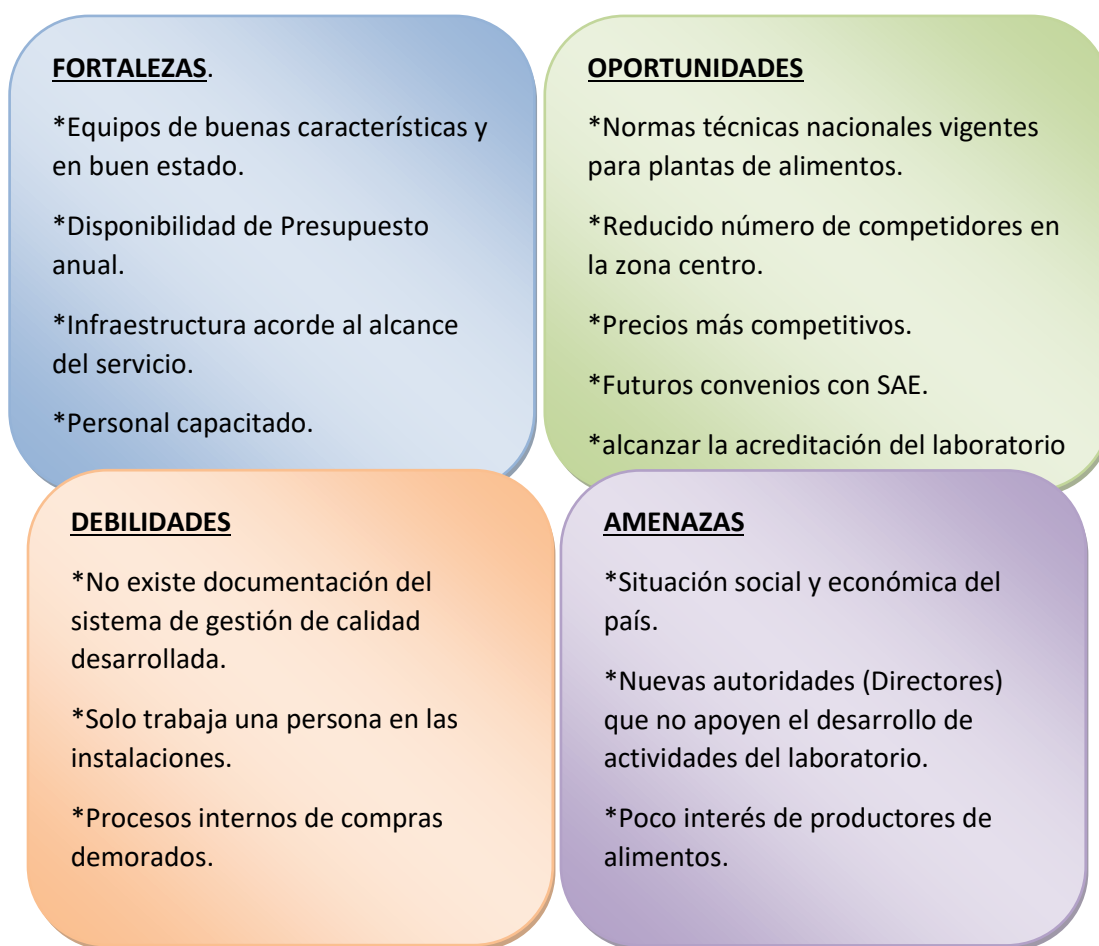 FORTALEZAS.
*Equipos de buenas características y
en buen estado.
*Disponibilidad de Presupuesto
anual.
*Infraestructura acorde al alcance
del servicio.
*Personal capacitado.
OPORTUNIDADES
*Normas técnicas nacionales vigentes
para plantas de alimentos.
*Reducido número de competidores en
la zona centro.
*Precios más competitivos.
*Futuros convenios con SAE.
*alcanzar la acreditación del laboratorio
DEBILIDADES
*No existe documentación del
sistema de gestión de calidad
desarrollada.
*Solo trabaja una persona en las
instalaciones.
*Procesos internos de compras
demorados.
AMENAZAS
*Situación social y económica del
país.
*Nuevas autoridades (Directores)
que no apoyen el desarrollo de
actividades del laboratorio.
*Poco interés de productores de
alimentos.